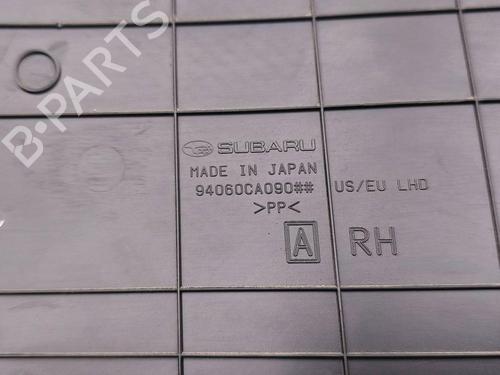 B-PARTS
SUBARU
MADE IN JAPAN
94060CA090## US/EU LHD
>PP<
A RH